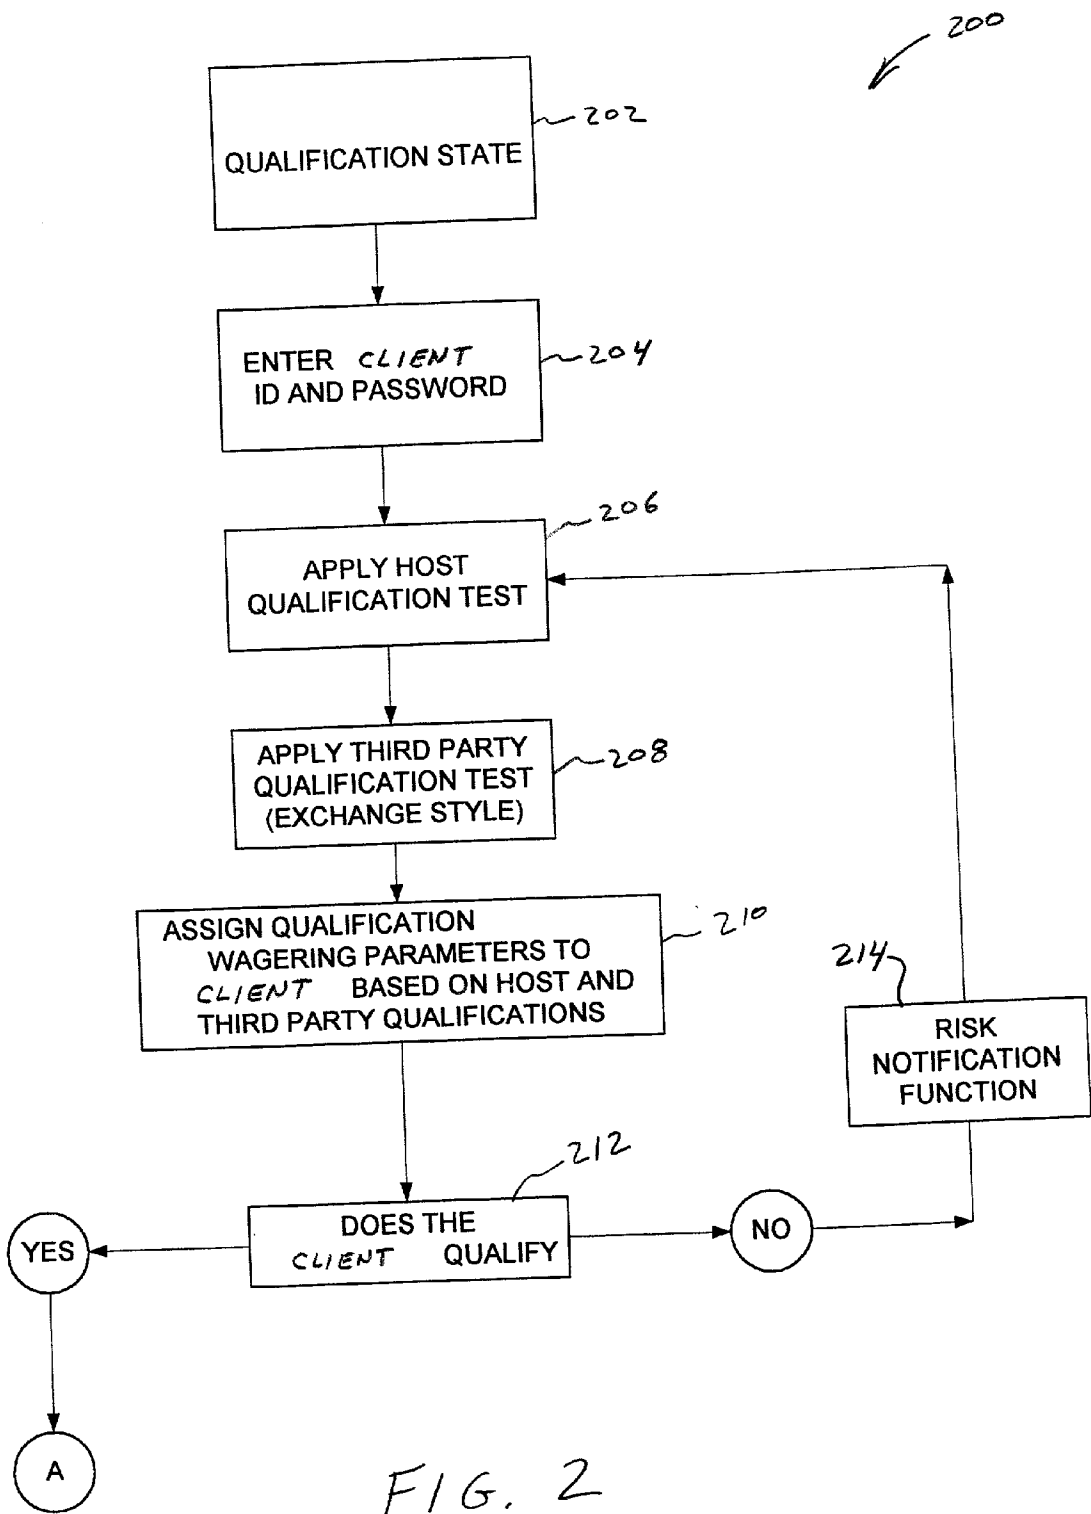 200
202
QUALIFICATION STATE
ENTER CLIENT
ID AND PASSWORD
204
206
APPLY HOST
QUALIFICATION TEST
APPLY THIRD PARTY
QUALIFICATION TEST
(EXCHANGE STYLE)
208
ASSIGN QUALIFICATION
WAGERING PARAMETERS TO
CLIENT BASED ON HOST AND
THIRD PARTY QUALIFICATIONS
210
214
RISK
NOTIFICATION
FUNCTION
212
DOES THE
CLIENT QUALIFY
YES
NO
A
FIG. 2